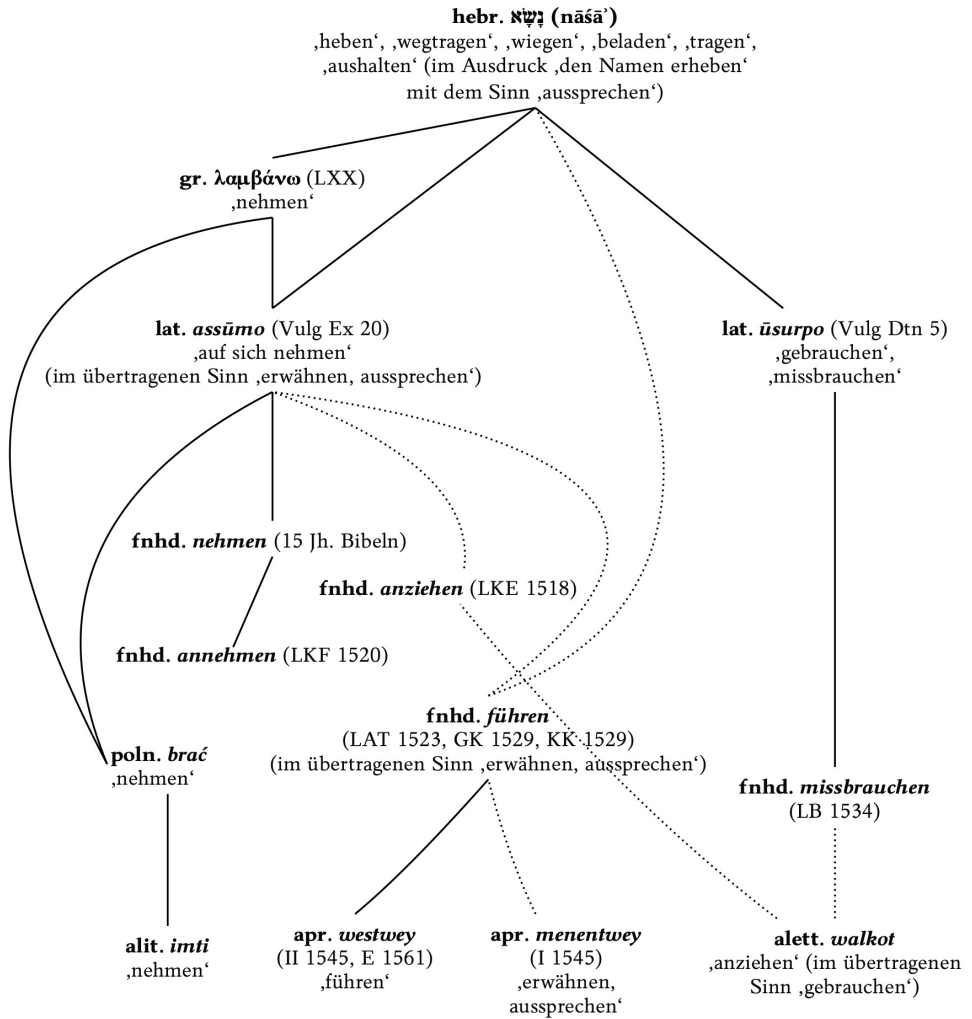 hebr. נָשָׂא (nāśāʾ)
‚heben‘, ‚wegtragen‘, ‚wiegen‘, ‚beladen‘, ‚tragen‘,
‚aushalten‘ (im Ausdruck ‚den Namen erheben‘
mit dem Sinn ‚aussprechen‘)
gr. λαμβάνω (LXX)
‚nehmen‘
lat. assūmo (Vulg Ex 20)
‚auf sich nehmen‘
(im übertragenen Sinn ‚erwähnen, aussprechen‘)
lat. ūsurpo (Vulg Dtn 5)
‚gebrauchen‘,
‚missbrauchen‘
fnhd. nehmen (15 Jh. Bibeln)
fnhd. anziehen (LKE 1518)
fnhd. annehmen (LKF 1520)
fnhd. führen
(LAT 1523, GK 1529, KK 1529)
(im übertragenen Sinn ‚erwähnen, aussprechen‘)
poln. brać
‚nehmen‘
fnhd. missbrauchen
(LB 1534)
alit. imti
‚nehmen‘
apr. westwey
(II 1545, E 1561)
‚führen‘
apr. menentwey
(I 1545)
‚erwähnen,
aussprechen‘
alett. walkot
‚anziehen‘ (im übertragenen
Sinn ‚gebrauchen‘)